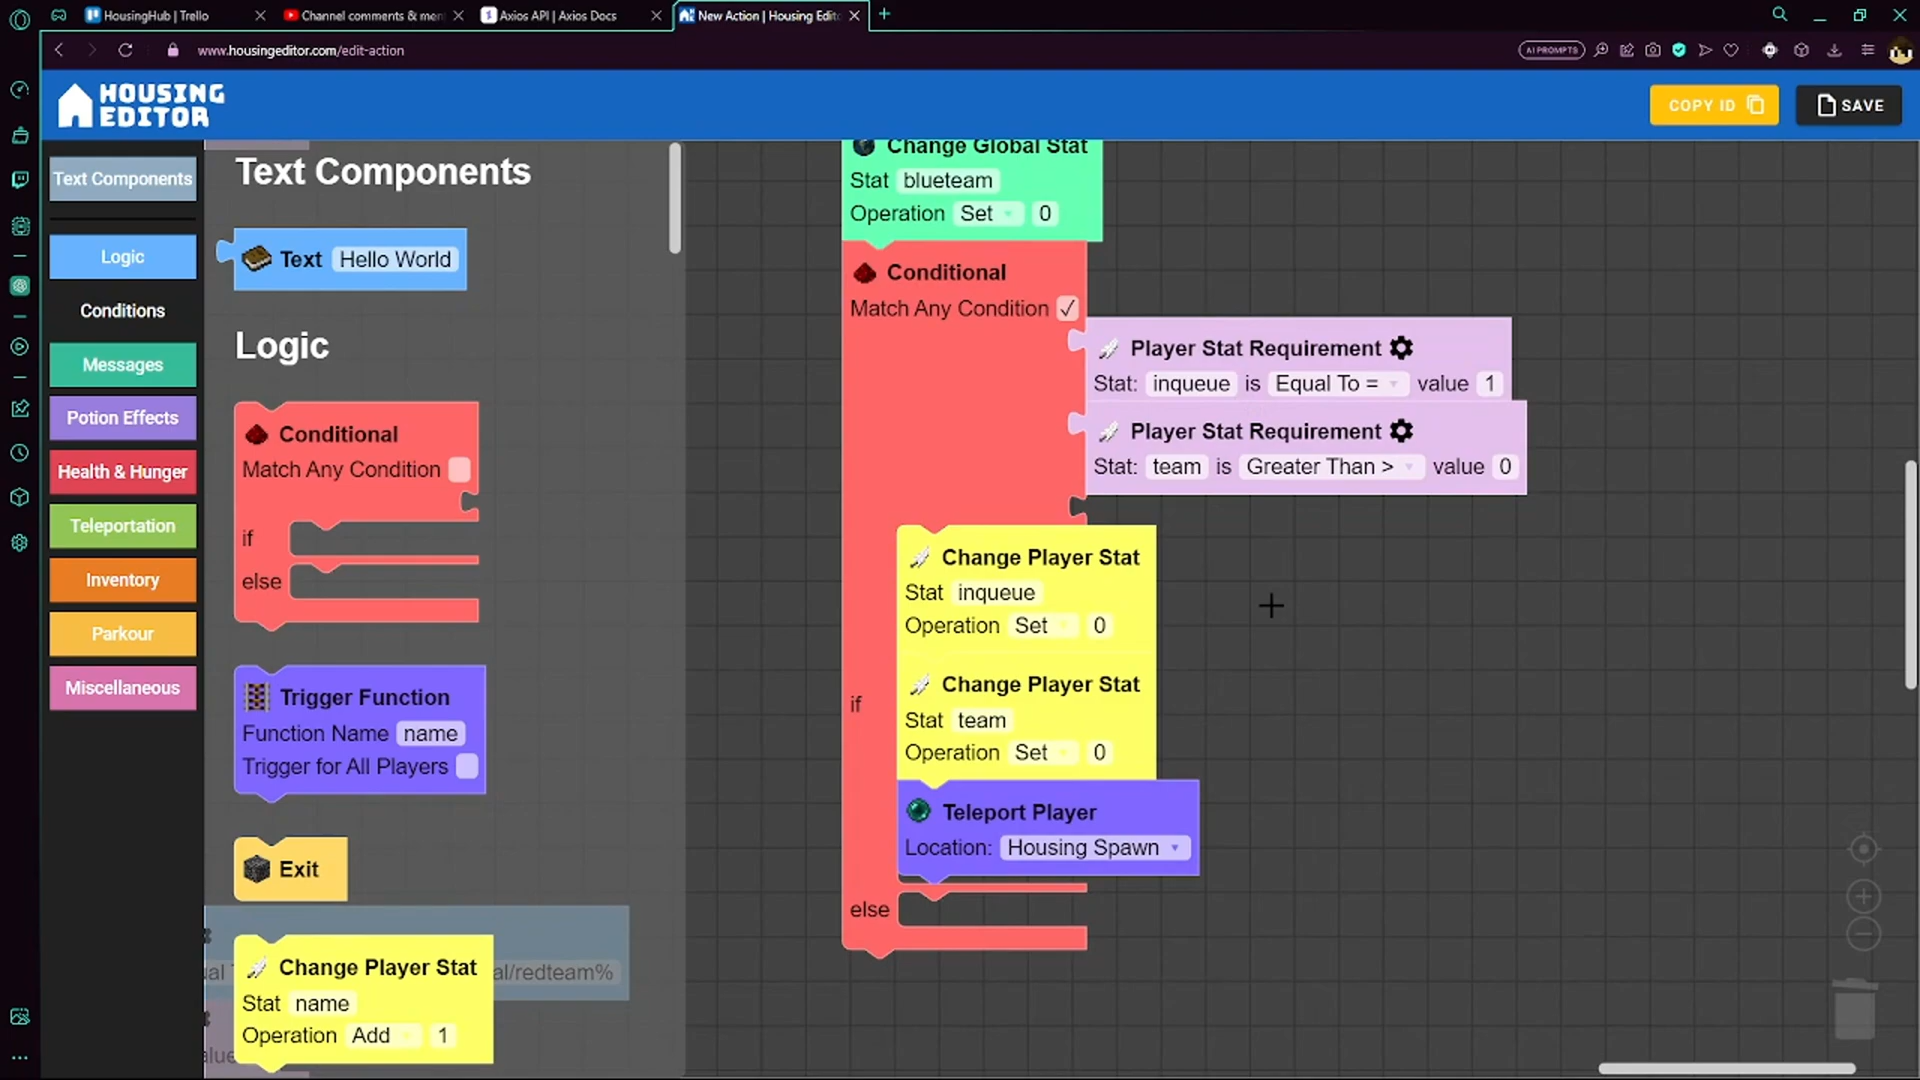 HousingHub | Trello
Channel comments & men
Axios API | Axios Docs
New Action | Housing Edito
www.housingeditor.com/edit-action
AI PROMPTS
HOUSING
EDITOR
COPY ID
SAVE
Text Components
Logic
Conditions
Messages
Potion Effects
Health & Hunger
Teleportation
Inventory
Parkour
Miscellaneous
Text Components
Text Hello World
Logic
Conditional
Match Any Condition
if
else
Trigger Function
Function Name name
Trigger for All Players
Exit
al/redteam%
Change Player Stat
Stat name
Operation Add 1
Change Global Stat
Stat blueteam
Operation Set 0
Conditional
Match Any Condition ✓
Player Stat Requirement
Stat: inqueue is Equal To = value 1
Player Stat Requirement
Stat: team is Greater Than > value 0
if
Change Player Stat
Stat inqueue
Operation Set 0
Change Player Stat
Stat team
Operation Set 0
Teleport Player
Location: Housing Spawn
else